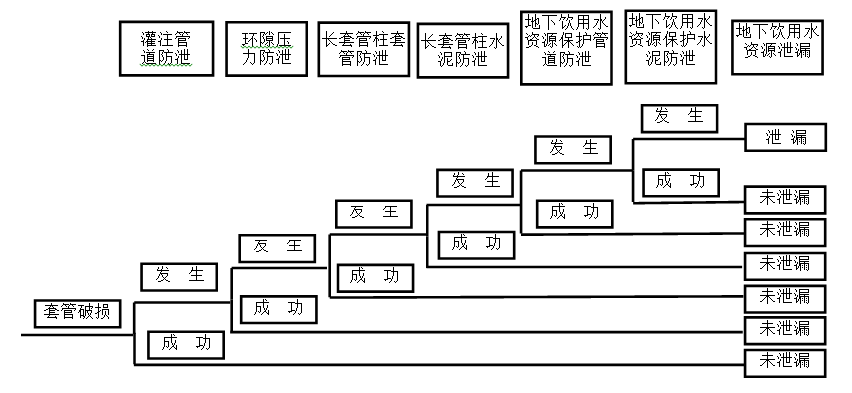 灌注管
道防泄
环隙压
力防泄
长套管柱套
管防泄
长套管柱水
泥防泄
地下饮用水
资源保护管
道防泄
地下饮用水
资源保护水
泥防泄
地下饮用水
资源泄漏
发 生
泄 漏
发 生
成 功
未泄漏
发 生
成 功
未泄漏
发 生
成 功
未泄漏
发 生
成 功
未泄漏
发 生
成 功
未泄漏
套管破损
成 功
未泄漏